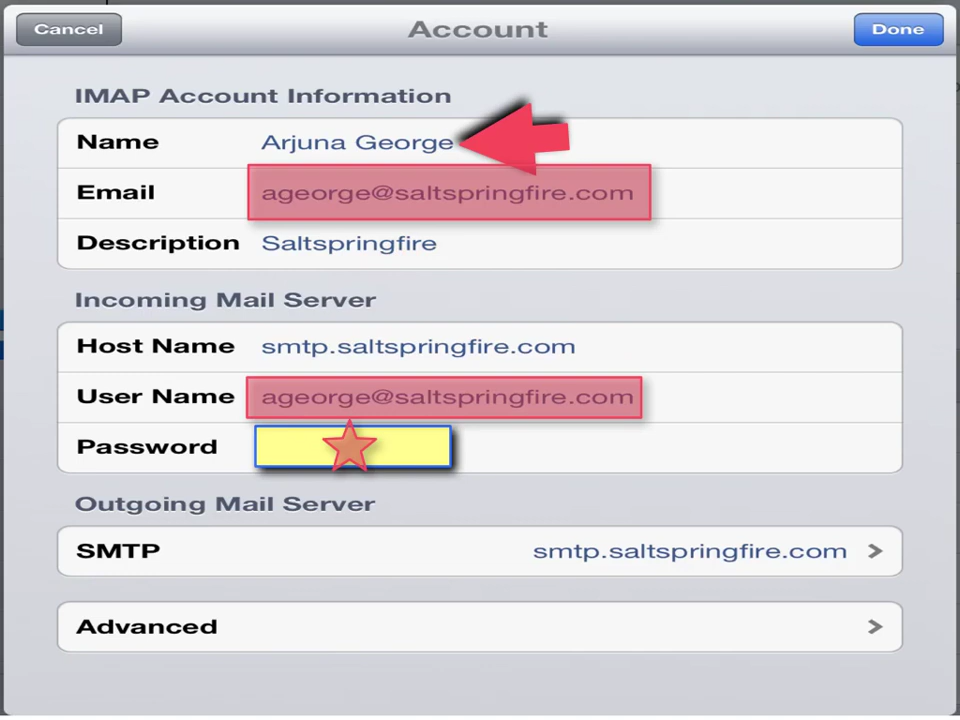 Cancel Account Done
IMAP Account Information
Name Arjuna George
Email ageorge@saltspringfire.com
Description Saltspringfire
Incoming Mail Server
Host Name smtp.saltspringfire.com
User Name ageorge@saltspringfire.com
Password
Outgoing Mail Server
SMTP smtp.saltspringfire.com >
Advanced >